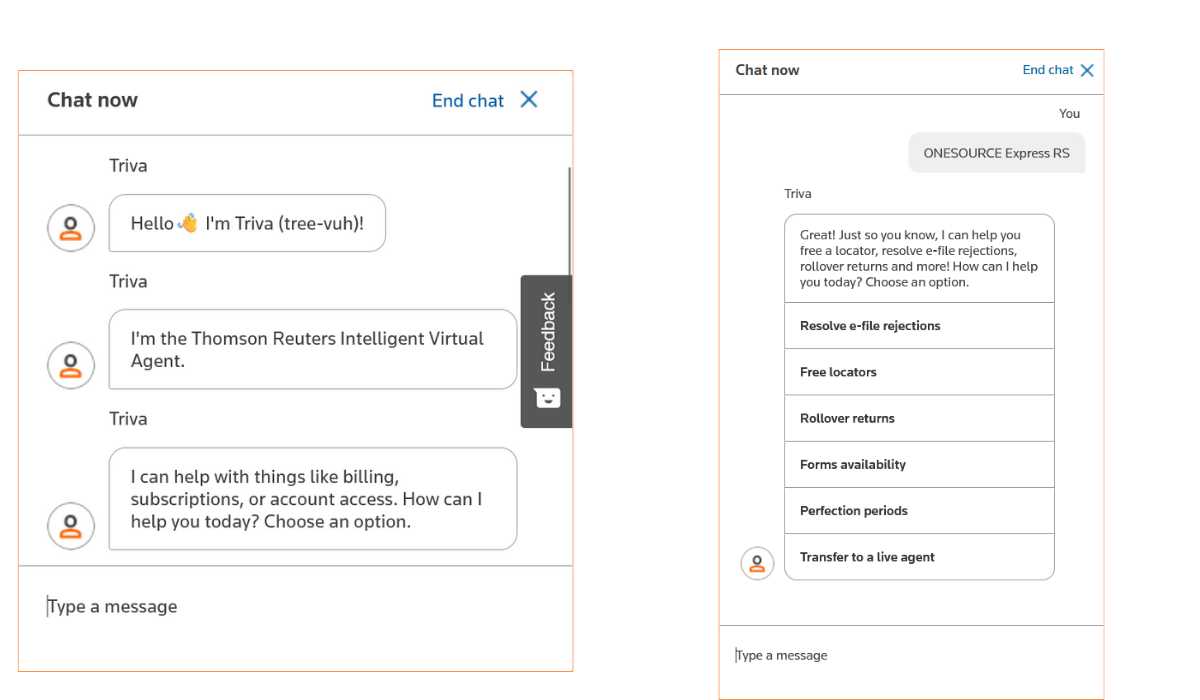 Chat now
End chat
Triva
Hello 👋 I'm Triva (tree-vuh)!
Triva
I'm the Thomson Reuters Intelligent Virtual
Agent.
Triva
I can help with things like billing,
subscriptions, or account access. How can I
help you today? Choose an option.
Feedback
Type a message
Chat now
End chat
You
ONESOURCE Express RS
Triva
Great! Just so you know, I can help you
free a locator, resolve e-file rejections,
rollover returns and more! How can I help
you today? Choose an option.
Resolve e-file rejections
Free locators
Rollover returns
Forms availability
Perfection periods
Transfer to a live agent
Type a message